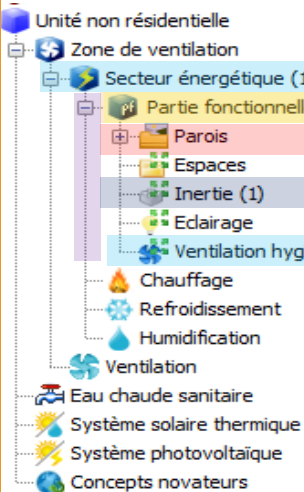 Unité non résidentielle
Zone de ventilation
Secteur énergétique (1
Partie fonctionnell
Parois
Espaces
Inertie (1)
Eclairage
Ventilation hyg
Chauffage
Refroidissement
Humidification
Ventilation
Eau chaude sanitaire
Système solaire thermique
Système photovoltaïque
Concepts novateurs